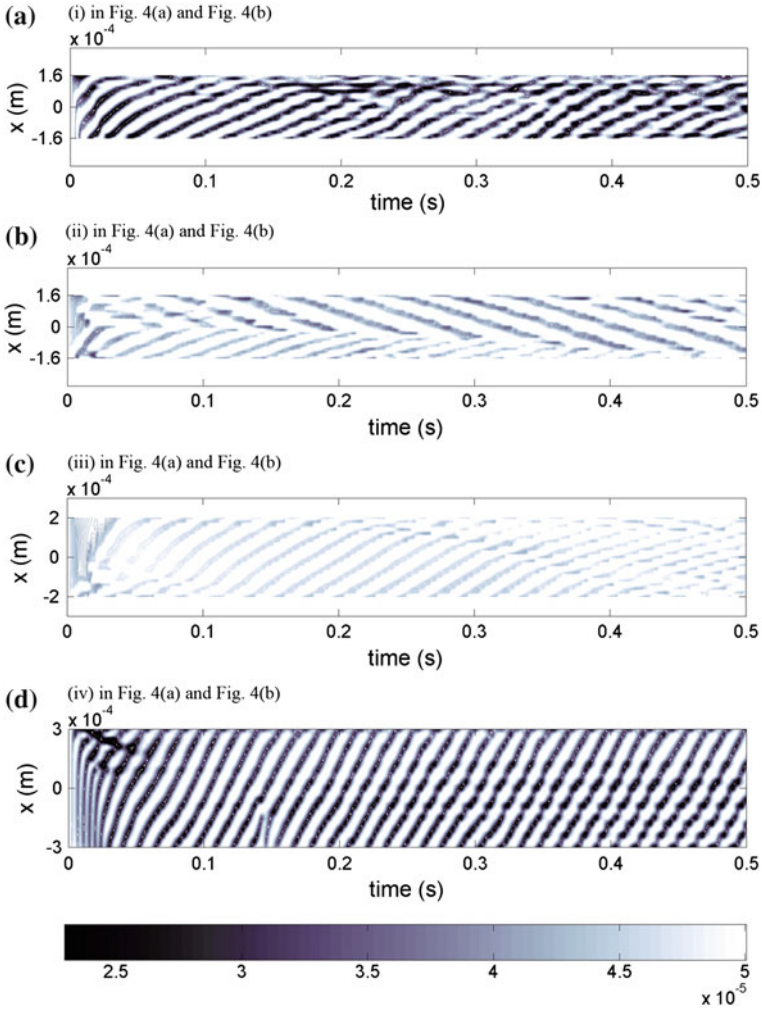 (a) (i) in Fig. 4(a) and Fig. 4(b)
x 10⁻⁴
1.6
0
-1.6
x (m)
0 0.1 0.2 0.3 0.4 0.5
time (s)
(b) (ii) in Fig. 4(a) and Fig. 4(b)
x 10⁻⁴
1.6
0
-1.6
x (m)
0 0.1 0.2 0.3 0.4 0.5
time (s)
(c) (iii) in Fig. 4(a) and Fig. 4(b)
x 10⁻⁴
2
0
-2
x (m)
0 0.1 0.2 0.3 0.4 0.5
time (s)
(d) (iv) in Fig. 4(a) and Fig. 4(b)
x 10⁻⁴
3
0
-3
x (m)
0 0.1 0.2 0.3 0.4 0.5
time (s)
2.5 3 3.5 4 4.5 5
x 10⁻⁵